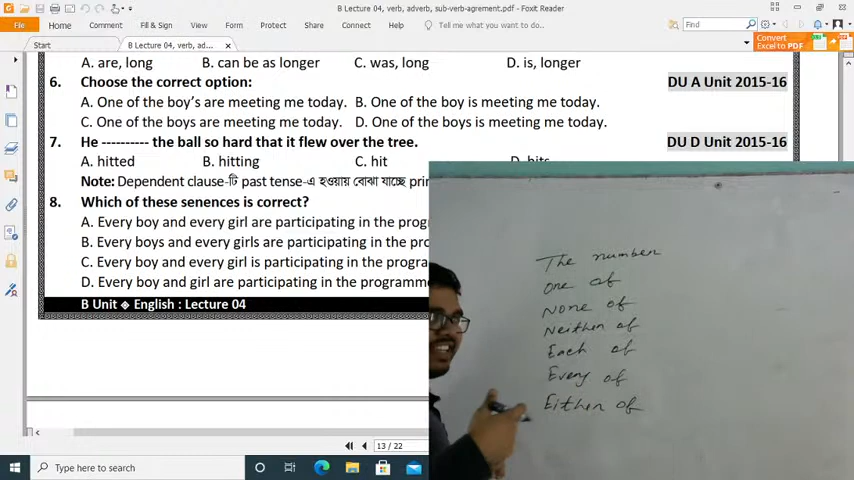 B Lecture 04, verb, adverb, sub-verb-agrement.pdf - Foxit Reader
File Home Comment Fill & Sign View Form Protect Share Connect Help Tell me what you want to do... Find
Start B Lecture 04, verb, ad... Convert Excel to PDF
A. are, long B. can be as longer C. was, long D. is, longer
6. Choose the correct option: DU A Unit 2015-16
A. One of the boy's are meeting me today. B. One of the boy is meeting me today.
C. One of the boys are meeting me today. D. One of the boys is meeting me today.
7. He ---------- the ball so hard that it flew over the tree. DU D Unit 2015-16
A. hitted B. hitting C. hit D. hits
Note: Dependent clause-টি past tense-এ হওয়ায় বোঝা যাচ্ছে prin
8. Which of these senences is correct?
A. Every boy and every girl are participating in the progr
B. Every boys and every girls are participating in the pro
C. Every boy and every girl is participating in the progra
D. Every boy and girl are participating in the programme
B Unit ◈ English : Lecture 04
The number
One of
None of
Neither of
Each of
Every of
Either of
13 / 22
Type here to search